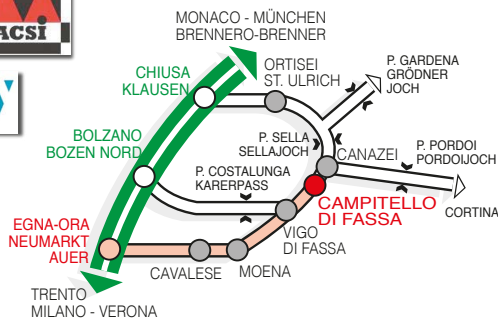 ACSI
MONACO - MÜNCHEN
BRENNERO-BRENNER
CHIUSA
KLAUSEN
ORTISEI
ST. ULRICH
P. GARDENA
GRÖDNER
JOCH
BOLZANO
BOZEN NORD
P. SELLA
SELLAJOCH
CANAZEI
P. PORDOI
PORDOIJOCH
P. COSTALUNGA
KARERPASS
CAMPITELLO
DI FASSA
CORTINA
EGNA-ORA
NEUMARKT
AUER
VIGO
DI FASSA
CAVALESE
MOENA
TRENTO
MILANO - VERONA